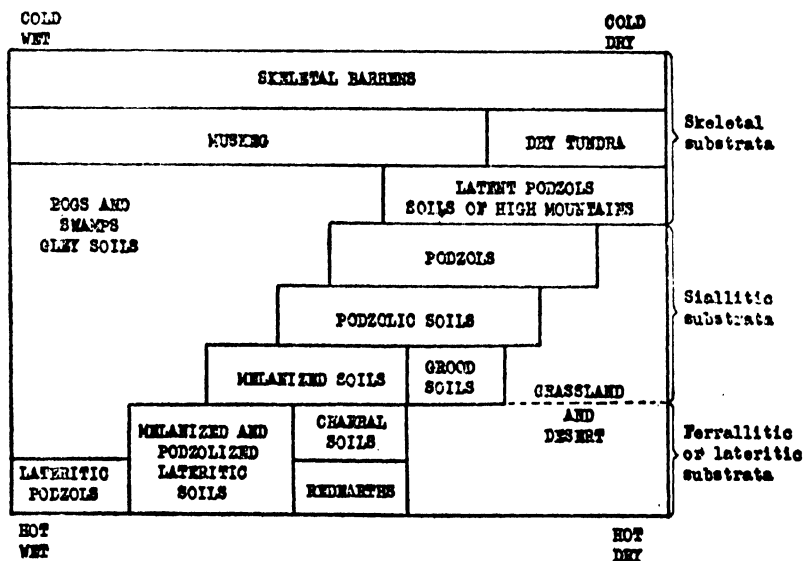 COLD
WET
COLD
DRY
SKELETAL BARRENS
MUSKEG
DRY TUNDRA
Skeletal
substrata
LATENT PODZOLS
SOILS OF HIGH MOUNTAINS
BOGS AND
SWAMPS
GLEY SOILS
PODZOLS
Siallitic
substrata
PODZOLIC SOILS
MELANIZED SOILS
GROOD
SOILS
GRASSLAND
AND
DESERT
MELANIZED AND
PODZOLIZED
LATERITIC
SOILS
CHARRAL
SOILS
Ferrallitic
or lateritic
substrata
LATERITIC
PODZOLS
REDEARTHS
HOT
WET
HOT
DRY